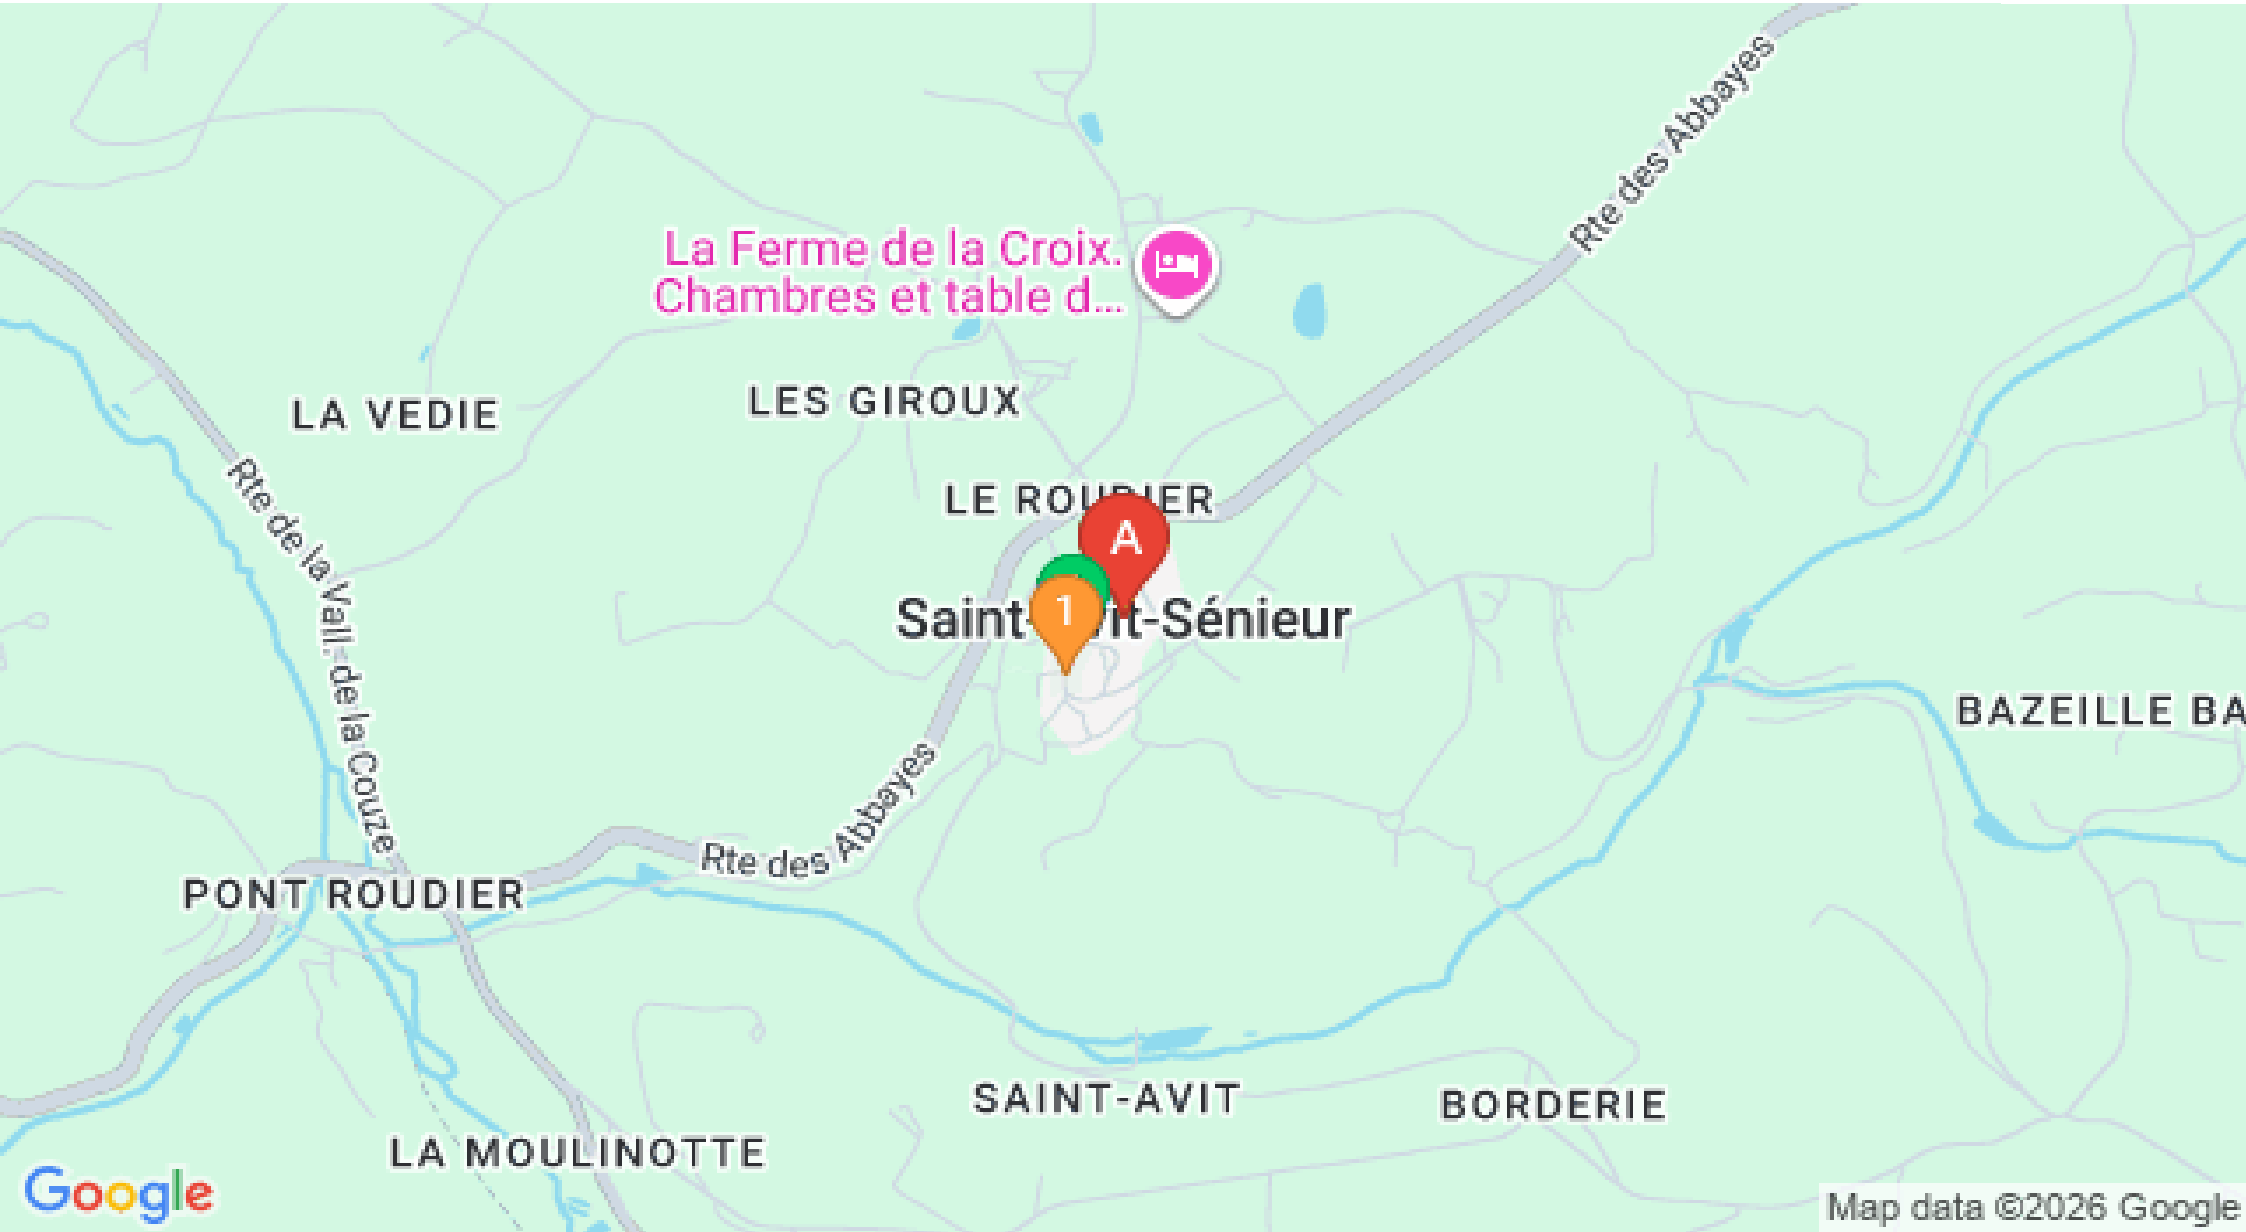 Rte des Abbayes
La Ferme de la Croix.
Chambres et table d...
LA VEDIE
LES GIROUX
Rte de la Vall. de la Couze
LE ROUDIER
A
1
Saint-Avit-Sénieur
BAZEILLE BA
Rte des Abbayes
PONT ROUDIER
SAINT-AVIT
BORDERIE
LA MOULINOTTE
Google
Map data ©2026 Google